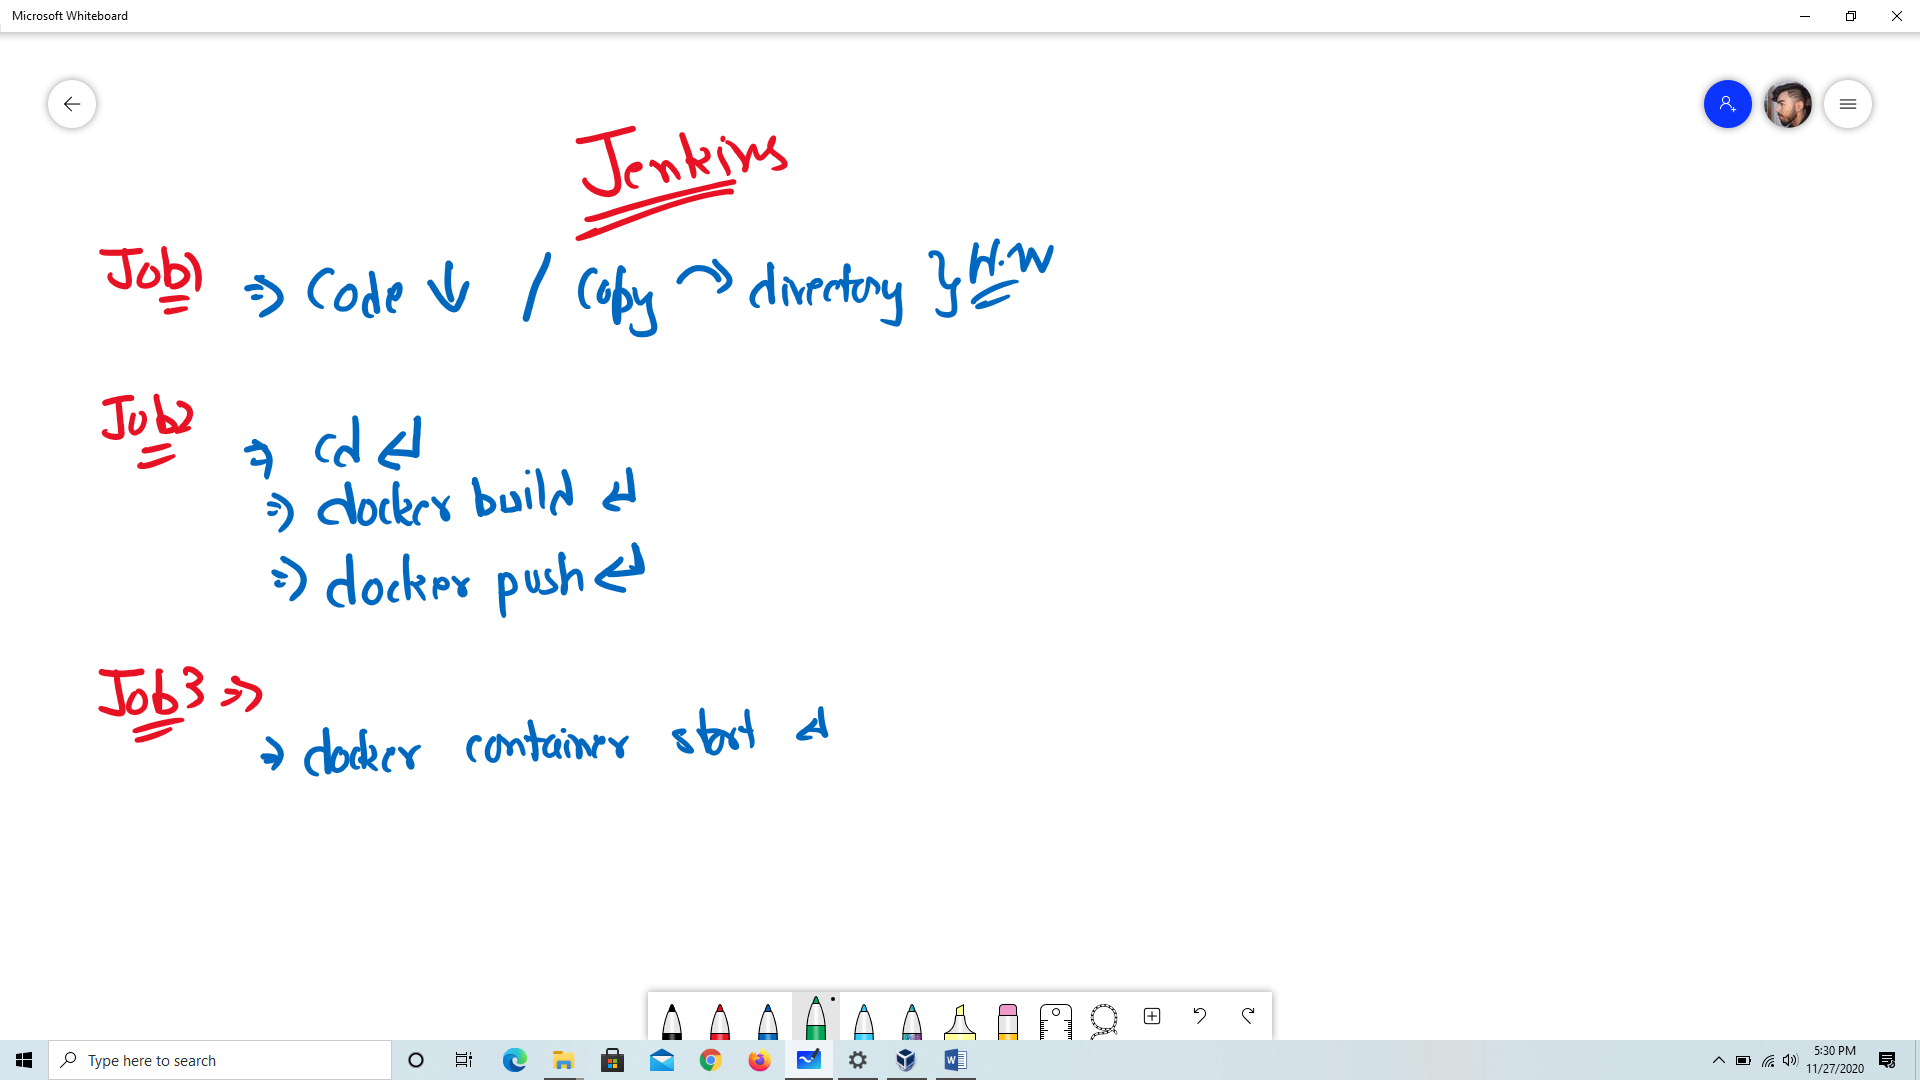 Microsoft Whiteboard
Jenkins
Job1 ⇒ Code ↓ / Copy → directory } H.W
Job2
⇒ cd ↵
⇒ docker build ↵
⇒ docker push ↵
Job3 ⇒
⇒ docker container start ↵
Type here to search
5:30 PM
11/27/2020